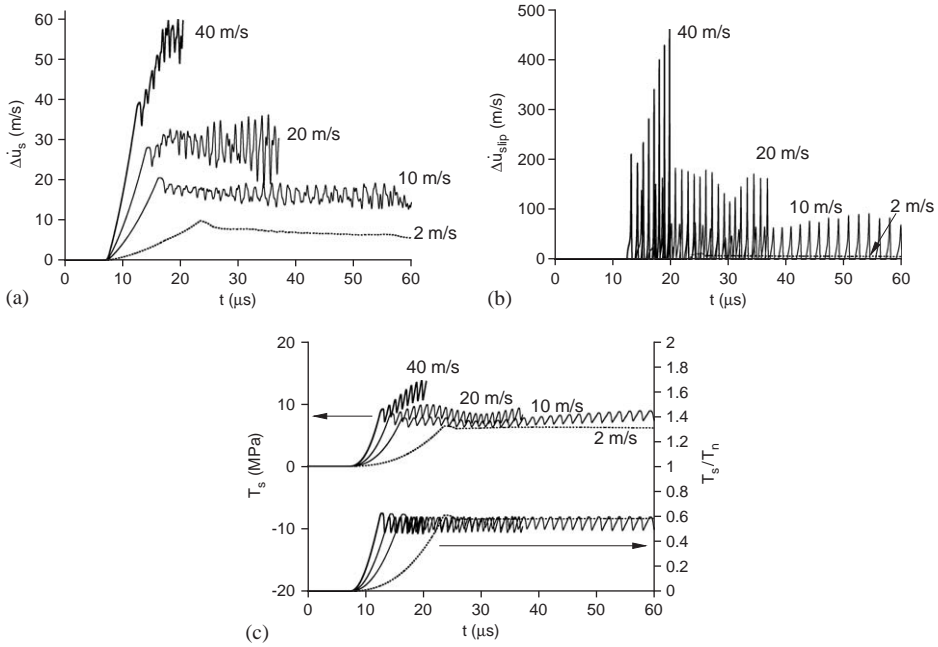 60
50
40
30
20
10
0
Δu̇s (m/s)
40 m/s
20 m/s
10 m/s
2 m/s
0 10 20 30 40 50 60
t (μs)
(a)
500
400
300
200
100
0
Δu̇slip (m/s)
40 m/s
20 m/s
10 m/s
2 m/s
0 10 20 30 40 50 60
t (μs)
(b)
20
10
0
-10
-20
Ts (MPa)
40 m/s
20 m/s
10 m/s
2 m/s
2
1.8
1.6
1.4
1.2
1
0.8
0.6
0.4
0.2
0
Ts/Tn
0 10 20 30 40 50 60
t (μs)
(c)